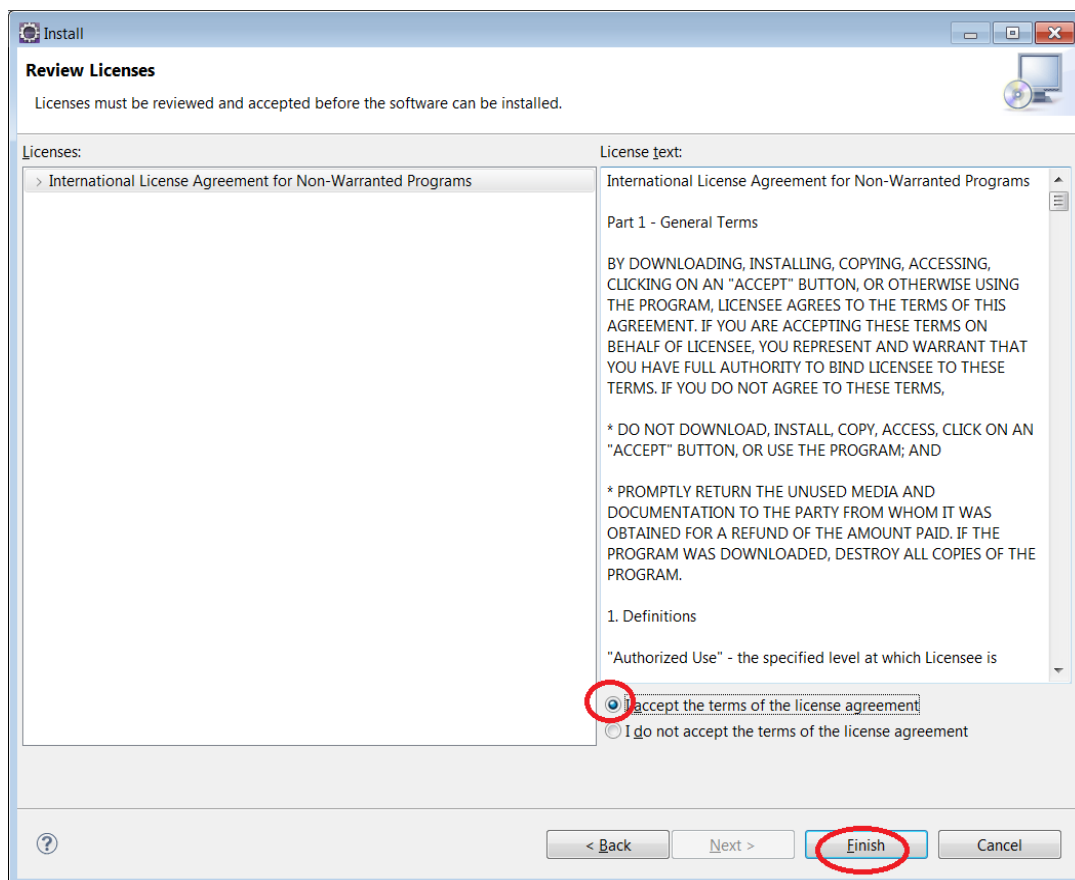 Install
Review Licenses
Licenses must be reviewed and accepted before the software can be installed.
Licenses:
International License Agreement for Non-Warranted Programs
License text:
International License Agreement for Non-Warranted Programs
Part 1 - General Terms
BY DOWNLOADING, INSTALLING, COPYING, ACCESSING,
CLICKING ON AN "ACCEPT" BUTTON, OR OTHERWISE USING
THE PROGRAM, LICENSEE AGREES TO THE TERMS OF THIS
AGREEMENT. IF YOU ARE ACCEPTING THESE TERMS ON
BEHALF OF LICENSEE, YOU REPRESENT AND WARRANT THAT
YOU HAVE FULL AUTHORITY TO BIND LICENSEE TO THESE
TERMS. IF YOU DO NOT AGREE TO THESE TERMS,
* DO NOT DOWNLOAD, INSTALL, COPY, ACCESS, CLICK ON AN
"ACCEPT" BUTTON, OR USE THE PROGRAM; AND
* PROMPTLY RETURN THE UNUSED MEDIA AND
DOCUMENTATION TO THE PARTY FROM WHOM IT WAS
OBTAINED FOR A REFUND OF THE AMOUNT PAID. IF THE
PROGRAM WAS DOWNLOADED, DESTROY ALL COPIES OF THE
PROGRAM.
1. Definitions
"Authorized Use" - the specified level at which Licensee is
I accept the terms of the license agreement
I do not accept the terms of the license agreement
< Back
Next >
Finish
Cancel